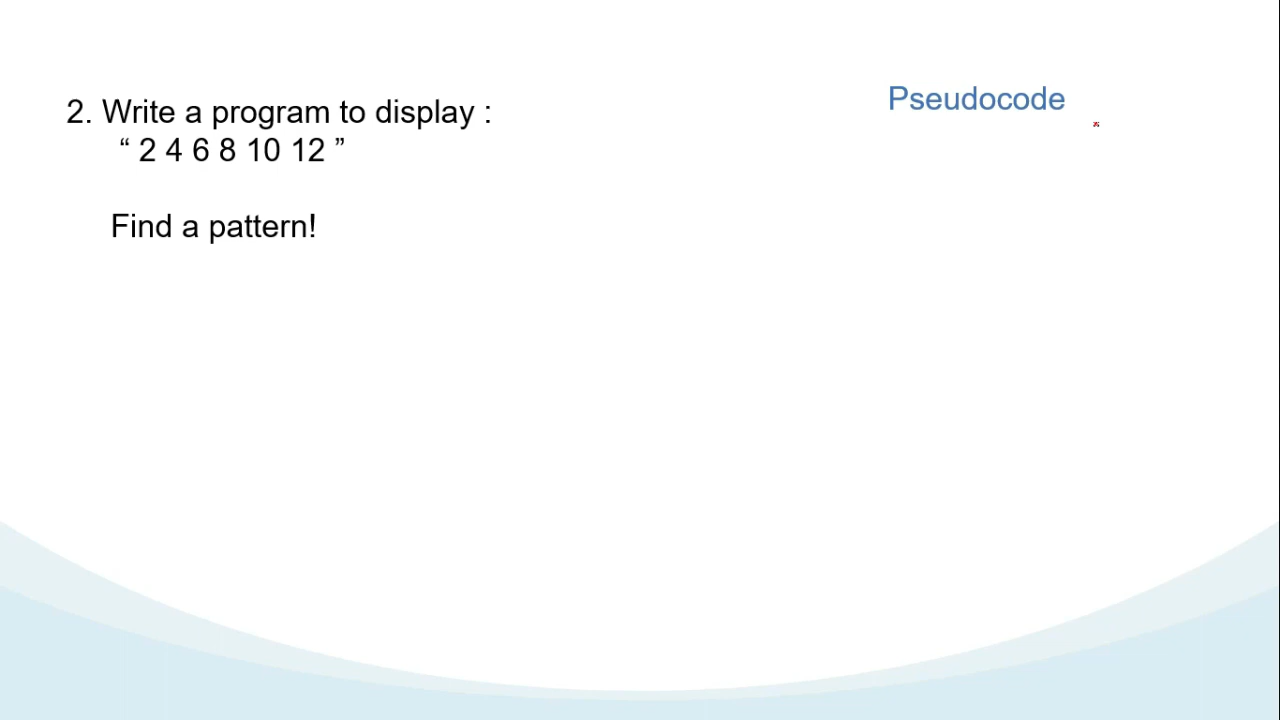 2. Write a program to display :
“ 2 4 6 8 10 12 ”
Find a pattern!
Pseudocode